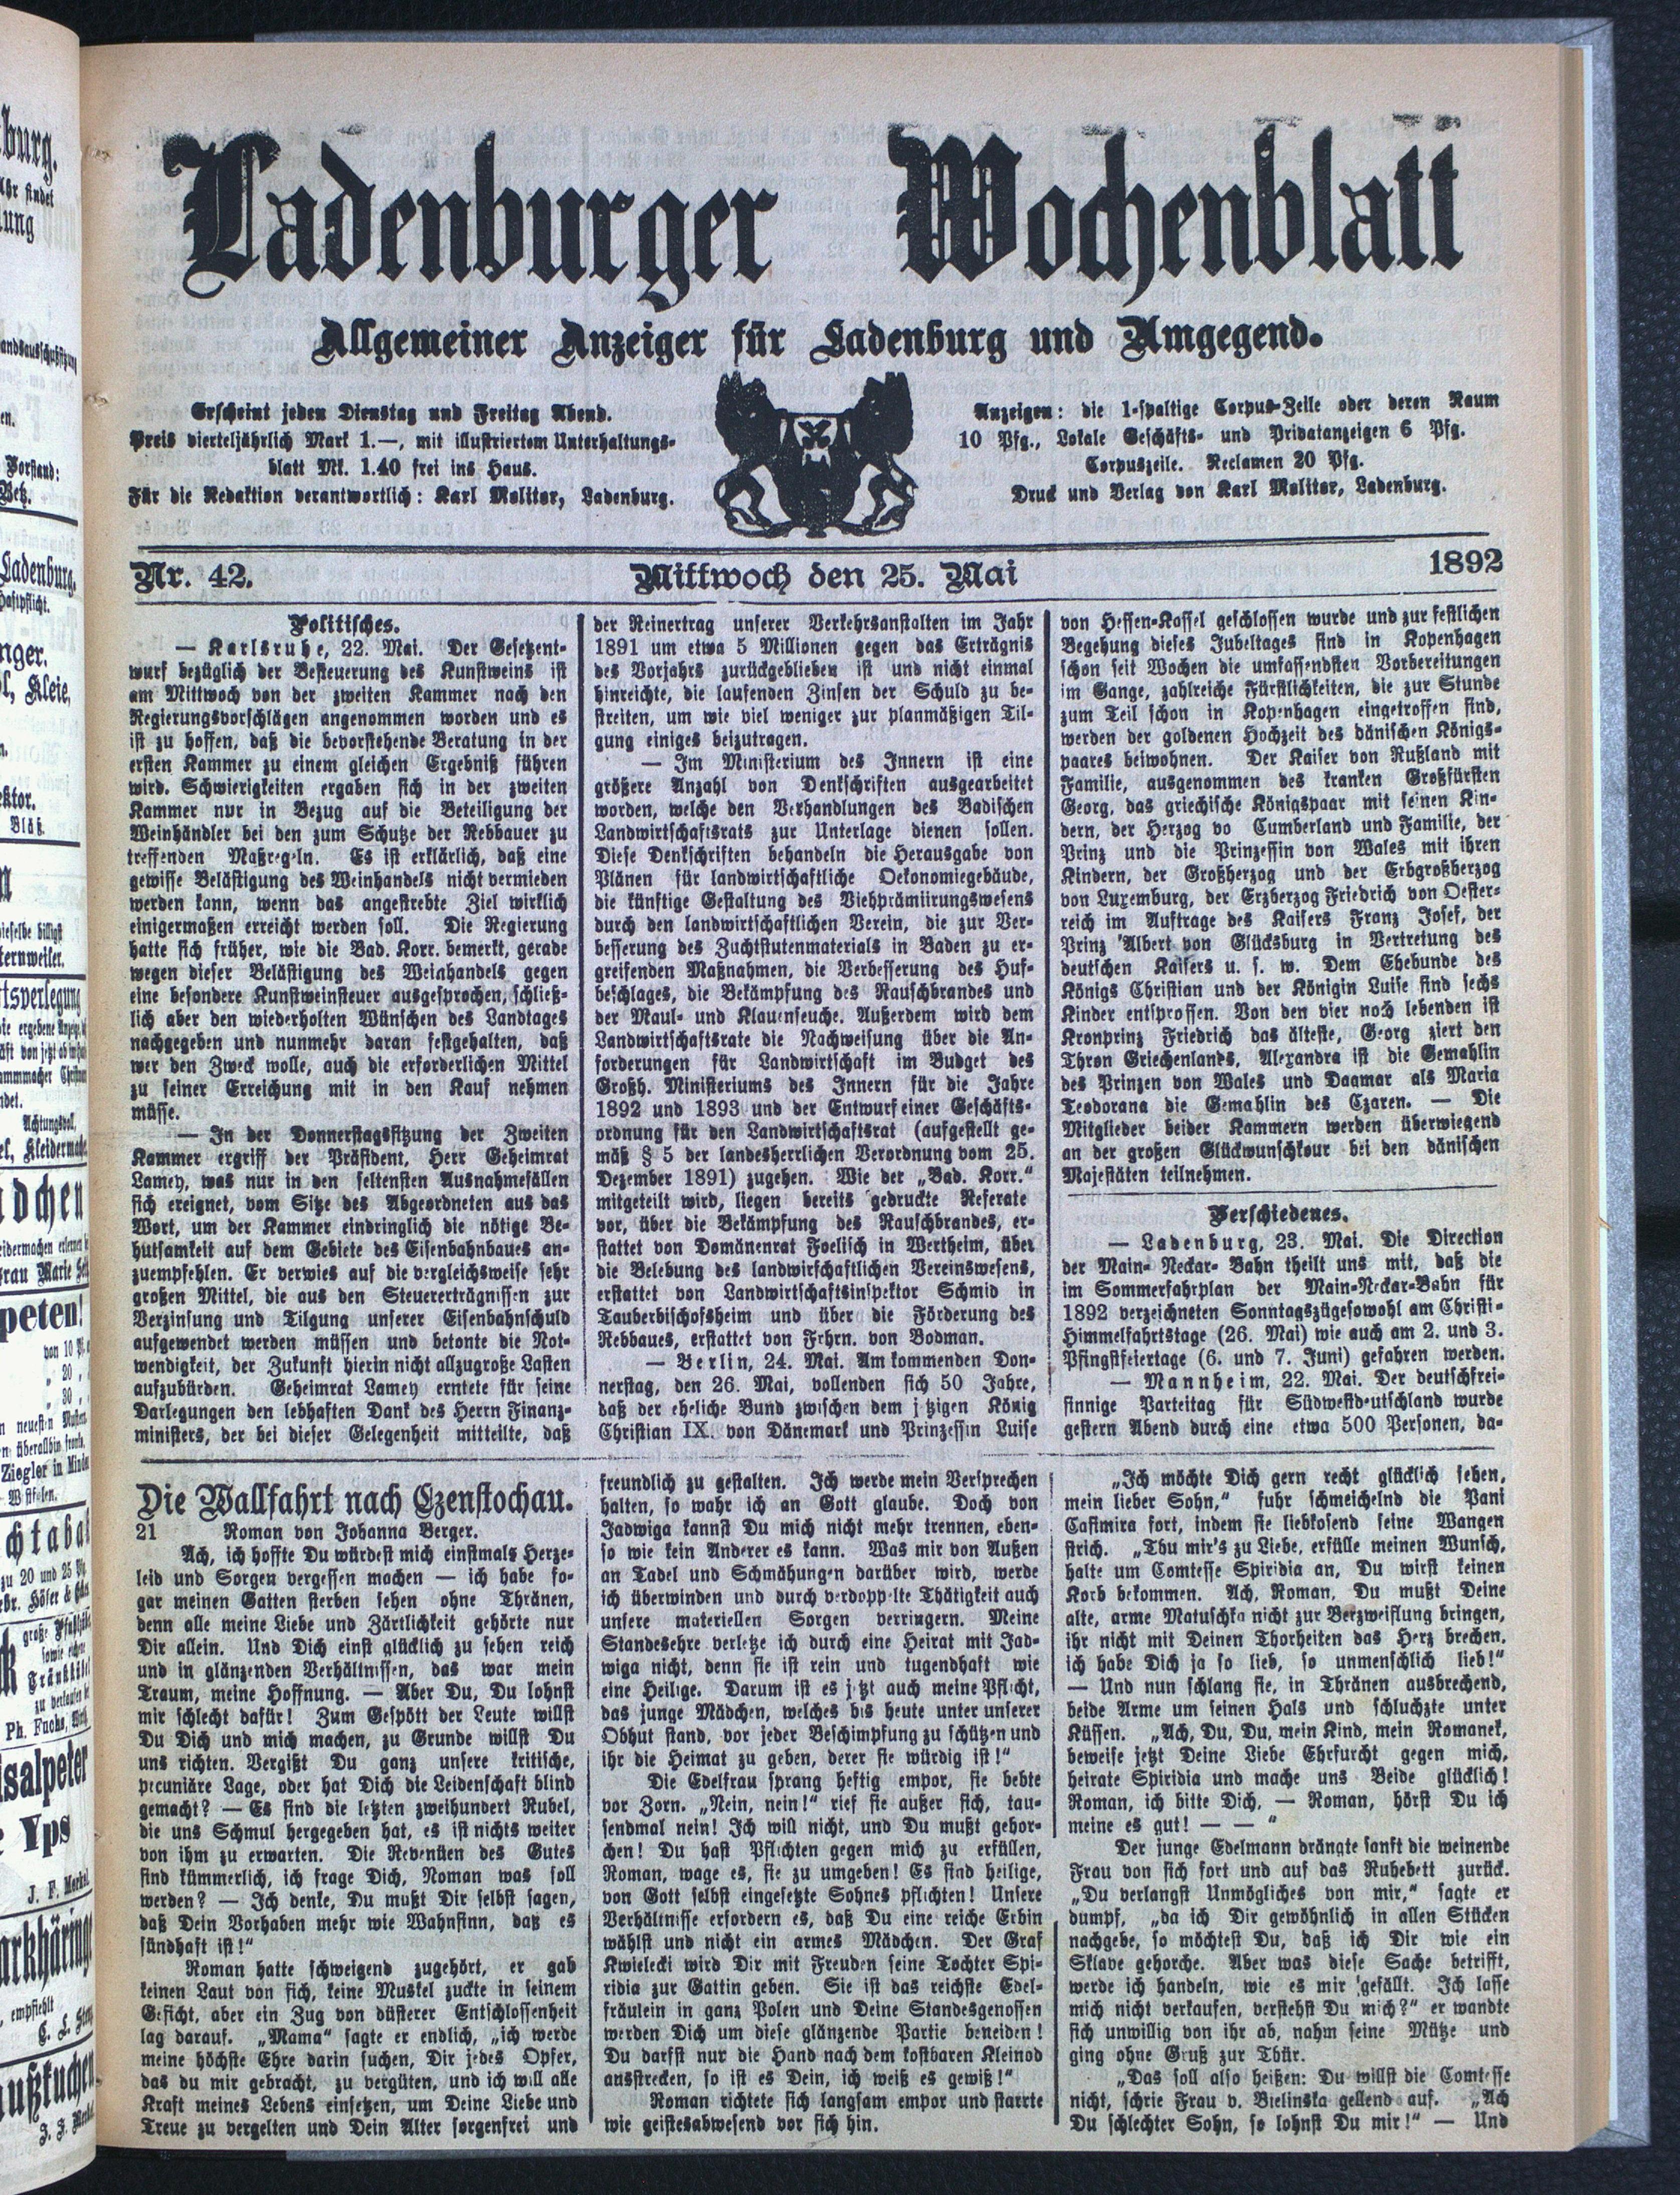 Ladenburger Wochenblatt
Allgemeiner Anzeiger für Ladenburg und Umgegend.
Erscheint jeden Dienstag und Freitag Abend.
Preis vierteljährlich Mark 1.—, mit illustriertem Unterhaltungs-
blatt Mk. 1.40 frei ins Haus.
Für die Redaktion verantwortlich: Karl Molitor, Ladenburg.
Anzeigen: die 1-spaltige Corpus-Zeile oder deren Raum
10 Pfg., Lokale Geschäfts- und Privatanzeigen 6 Pfg.
Corpuszeile. Reclamen 20 Pfg.
Druck und Verlag von Karl Molitor, Ladenburg.
Nr. 42. Mittwoch den 25. Mai 1892
Politisches.
— Karlsruhe, 22. Mai. Der Gesetzent-
wurf bezüglich der Besteuerung des Kunstweins ist
am Mittwoch von der zweiten Kammer nach den
Regierungsvorschlägen angenommen worden und es
ist zu hoffen, daß die bevorstehende Beratung in der
ersten Kammer zu einem gleichen Ergebniß führen
wird. Schwierigkeiten ergaben sich in der zweiten
Kammer nur in Bezug auf die Beteiligung der
Weinhändler bei den zum Schutze der Rebbauer zu
treffenden Maßregeln. Es ist erklärlich, daß eine
gewisse Belästigung des Weinhandels nicht vermieden
werden kann, wenn das angestrebte Ziel wirklich
einigermaßen erreicht werden soll. Die Regierung
hatte sich früher, wie die Bad. Korr. bemerkt, gerade
wegen dieser Belästigung des Weinhandels gegen
eine besondere Kunstweinsteuer ausgesprochen, schließ-
lich aber den wiederholten Wünschen des Landtages
nachgegeben und nunmehr daran festgehalten, daß
wer den Zweck wolle, auch die erforderlichen Mittel
zu seiner Erreichung mit in den Kauf nehmen
müsse.
— In der Donnerstagssitzung der Zweiten
Kammer ergriff der Präsident, Herr Geheimrat
Lamey, was nur in den seltensten Ausnahmefällen
sich ereignet, vom Sitze des Abgeordneten aus das
Wort, um der Kammer eindringlich die nötige Be-
hutsamkeit auf dem Gebiete des Eisenbahnbaues an-
zuempfehlen. Er verwies auf die vergleichsweise sehr
großen Mittel, die aus den Steuererträgnissen zur
Verzinsung und Tilgung unserer Eisenbahnschuld
aufgewendet werden müssen und betonte die Not-
wendigkeit, der Zukunft hierin nicht allzugroße Lasten
aufzubürden. Geheimrat Lamey erntete für seine
Darlegungen den lebhaften Dank des Herrn Finanz-
ministers, der bei dieser Gelegenheit mitteilte, daß
der Reinertrag unserer Verkehrsanstalten im Jahr
1891 um etwa 5 Millionen gegen das Erträgnis
des Vorjahrs zurückgeblieben ist und nicht einmal
hinreichte, die laufenden Zinsen der Schuld zu be-
streiten, um wie viel weniger zur planmäßigen Til-
gung einiges beizutragen.
— Im Ministerium des Innern ist eine
größere Anzahl von Denkschriften ausgearbeitet
worden, welche den Verhandlungen des Badischen
Landwirtschaftsrats zur Unterlage dienen sollen.
Diese Denkschriften behandeln die Herausgabe von
Plänen für landwirtschaftliche Oekonomiegebäude,
die künftige Gestaltung des Viehprämiirungswesens
durch den landwirtschaftlichen Verein, die zur Ver-
besserung des Zuchtstutenmaterials in Baden zu er-
greifenden Maßnahmen, die Verbesserung des Huf-
beschlages, die Bekämpfung des Rauschbrandes und
der Maul- und Klauenseuche. Außerdem wird dem
Landwirtschaftsrate die Nachweisung über die An-
forderungen für Landwirtschaft im Budget des
Großh. Ministeriums des Innern für die Jahre
1892 und 1893 und der Entwurf einer Geschäfts-
ordnung für den Landwirtschaftsrat (aufgestellt ge-
mäß § 5 der landesherrlichen Verordnung vom 25.
Dezember 1891) zugehen. Wie der „Bad. Korr.“
mitgeteilt wird, liegen bereits gedruckte Referate
vor, über die Bekämpfung des Rauschbrandes, er-
stattet von Domänenrat Foelisch in Wertheim, über
die Belebung des landwirtschaftlichen Vereinswesens,
erstattet von Landwirtschaftsinspektor Schmid in
Tauberbischofsheim und über die Förderung des
Rebbaues, erstattet von Frhrn. von Bodman.
— Berlin, 24. Mai. Am kommenden Don-
nerstag, den 26. Mai, vollenden sich 50 Jahre,
daß der eheliche Bund zwischen dem j tzigen König
Christian IX. von Dänemark und Prinzessin Luise
von Hessen-Kassel geschlossen wurde und zur festlichen
Begehung dieses Jubeltages sind in Kopenhagen
schon seit Wochen die umfassendsten Vorbereitungen
im Gange, zahlreiche Fürstlichkeiten, die zur Stunde
zum Teil schon in Kopenhagen eingetroffen sind,
werden der goldenen Hochzeit des dänischen Königs-
paares beiwohnen. Der Kaiser von Rußland mit
Familie, ausgenommen des kranken Großfürsten
Georg, das griechische Königspaar mit seinen Kin-
dern, der Herzog vo Cumberland und Familie, der
Prinz und die Prinzessin von Wales mit ihren
Kindern, der Großherzog und der Erbgroßherzog
von Luxemburg, der Erzherzog Friedrich von Oester-
reich im Auftrage des Kaisers Franz Josef, der
Prinz Albert von Glücksburg in Vertretung des
deutschen Kaisers u. s. w. Dem Ehebunde des
Königs Christian und der Königin Luise sind sechs
Kinder entsprossen. Von den vier noch lebenden ist
Kronprinz Friedrich das älteste, Georg ziert den
Thron Griechenlands, Alexandra ist die Gemahlin
des Prinzen von Wales und Dagmar als Maria
Teodorana die Gemahlin des Czaren. — Die
Mitglieder beider Kammern werden überwiegend
an der großen Glückwunschkour bei den dänischen
Majestäten teilnehmen.
Verschiedenes.
— Ladenburg, 23. Mai. Die Direction
der Main- Neckar- Bahn theilt uns mit, daß die
im Sommerfahrplan der Main-Neckar-Bahn für
1892 verzeichneten Sonntagszügesowohl am Christi-
Himmelfahrtstage (26. Mai) wie auch am 2. und 3.
Pfingstfeiertage (6. und 7. Juni) gefahren werden.
— Mannheim, 22. Mai. Der deutschfrei-
sinnige Parteitag für Südwestdeutschland wurde
gestern Abend durch eine etwa 500 Personen, da-
Die Wallfahrt nach Czenstochau.
21 Roman von Johanna Berger.
Ach, ich hoffte Du würdest mich einstmals Herze-
leid und Sorgen vergessen machen — ich habe so-
gar meinen Gatten sterben sehen ohne Thränen,
denn alle meine Liebe und Zärtlichkeit gehörte nur
Dir allein. Und Dich einst glücklich zu sehen reich
und in glänzenden Verhältnissen, das war mein
Traum, meine Hoffnung. — Aber Du, Du lohnst
mir schlecht dafür! Zum Gespött der Leute willst
Du Dich und mich machen, zu Grunde willst Du
uns richten. Vergißt Du ganz unsere kritische,
pecuniäre Lage, oder hat Dich die Leidenschaft blind
gemacht? — Es sind die letzten zweihundert Rubel,
die uns Schmul hergegeben hat, es ist nichts weiter
von ihm zu erwarten. Die Revenüen des Gutes
sind kümmerlich, ich frage Dich, Roman was soll
werden? — Ich denke, Du mußt Dir selbst sagen,
daß Dein Vorhaben mehr wie Wahnsinn, daß es
sündhaft ist!“
Roman hatte schweigend zugehört, er gab
keinen Laut von sich, keine Muskel zuckte in seinem
Gesicht, aber ein Zug von düsterer Entschlossenheit
lag darauf. „Mama“ sagte er endlich, „ich werde
meine höchste Ehre darin suchen, Dir jedes Opfer,
das du mir gebracht, zu vergüten, und ich will alle
Kraft meines Lebens einsetzen, um Deine Liebe und
Treue zu vergelten und Dein Alter sorgenfrei und
freundlich zu gestalten. Ich werde mein Versprechen
halten, so wahr ich an Gott glaube. Doch von
Jadwiga kannst Du mich nicht mehr trennen, eben-
so wie kein Anderer es kann. Was mir von Außen
an Tadel und Schmähungen darüber wird, werde
ich überwinden und durch verdoppelte Thätigkeit auch
unsere materiellen Sorgen verringern. Meine
Standesehre verletze ich durch eine Heirat mit Jad-
wiga nicht, denn sie ist rein und tugendhaft wie
eine Heilige. Darum ist es j tzt auch meine Pflicht,
das junge Mädchen, welches bis heute unter unserer
Obhut stand, vor jeder Beschimpfung zu schützen und
ihr die Heimat zu geben, derer sie würdig ist!“
Die Edelfrau sprang heftig empor, sie bebte
vor Zorn. „Nein, nein!“ rief sie außer sich, tau-
sendmal nein! Ich will nicht, und Du mußt gehor-
chen! Du hast Pflichten gegen mich zu erfüllen,
Roman, wage es, sie zu umgehen! Es sind heilige,
von Gott selbst eingesetzte Sohnes pflichten! Unsere
Verhältnisse erfordern es, daß Du eine reiche Erbin
wählst und nicht ein armes Mädchen. Der Graf
Kwielecki wird Dir mit Freuden seine Tochter Spi-
ridia zur Gattin geben. Sie ist das reichste Edel-
fräulein in ganz Polen und Deine Standesgenossen
werden Dich um diese glänzende Partie beneiden!
Du darfst nur die Hand nach dem kostbaren Kleinod
ausstrecken, so ist es Dein, ich weiß es gewiß!“
Roman richtete sich langsam empor und starrte
wie geistesabwesend vor sich hin.
„Ich möchte Dich gern recht glücklich sehen,
mein lieber Sohn,“ fuhr schmeichelnd die Pani
Casimira fort, indem sie liebkosend seine Wangen
strich. „Thu mir's zu Liebe, erfülle meinen Wunsch,
halte um Comtesse Spiridia an, Du wirst keinen
Korb bekommen. Ach, Roman, Du mußt Deine
alte, arme Matuschka nicht zur Verzweiflung bringen,
ihr nicht mit Deinen Thorheiten das Herz brechen,
ich habe Dich ja so lieb, so unmenschlich lieb!“
— Und nun schlang sie, in Thränen ausbrechend,
beide Arme um seinen Hals und schluchzte unter
Küssen. „Ach, Du, Du, mein Kind, mein Romanek,
beweise jetzt Deine Liebe Ehrfurcht gegen mich,
heirate Spiridia und mache uns Beide glücklich!
Roman, ich bitte Dich, — Roman, hörst Du ich
meine es gut! — — “
Der junge Edelmann drängte sanft die weinende
Frau von sich fort und auf das Ruhebett zurück.
„Du verlangst Unmögliches von mir,“ sagte er
dumpf, „da ich Dir gewöhnlich in allen Stücken
nachgebe, so möchtest Du, daß ich Dir wie ein
Sklave gehorche. Aber was diese Sache betrifft,
werde ich handeln, wie es mir gefällt. Ich lasse
mich nicht verkaufen, verstehst Du mich?“ er wandte
sich unwillig von ihr ab, nahm seine Mütze und
ging ohne Gruß zur Thür.
„Das soll also heißen: Du willst die Comtesse
nicht, schrie Frau v. Bielinska gellend auf. „Ach
Du schlechter Sohn, so lohnst Du mir!“ — Und